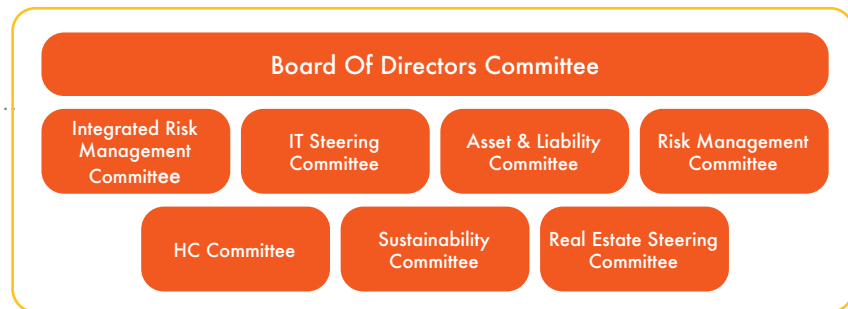 Board Of Directors Committee
Integrated Risk
Management
Committee
IT Steering
Committee
Asset & Liability
Committee
Risk Management
Committee
HC Committee
Sustainability
Committee
Real Estate Steering
Committee